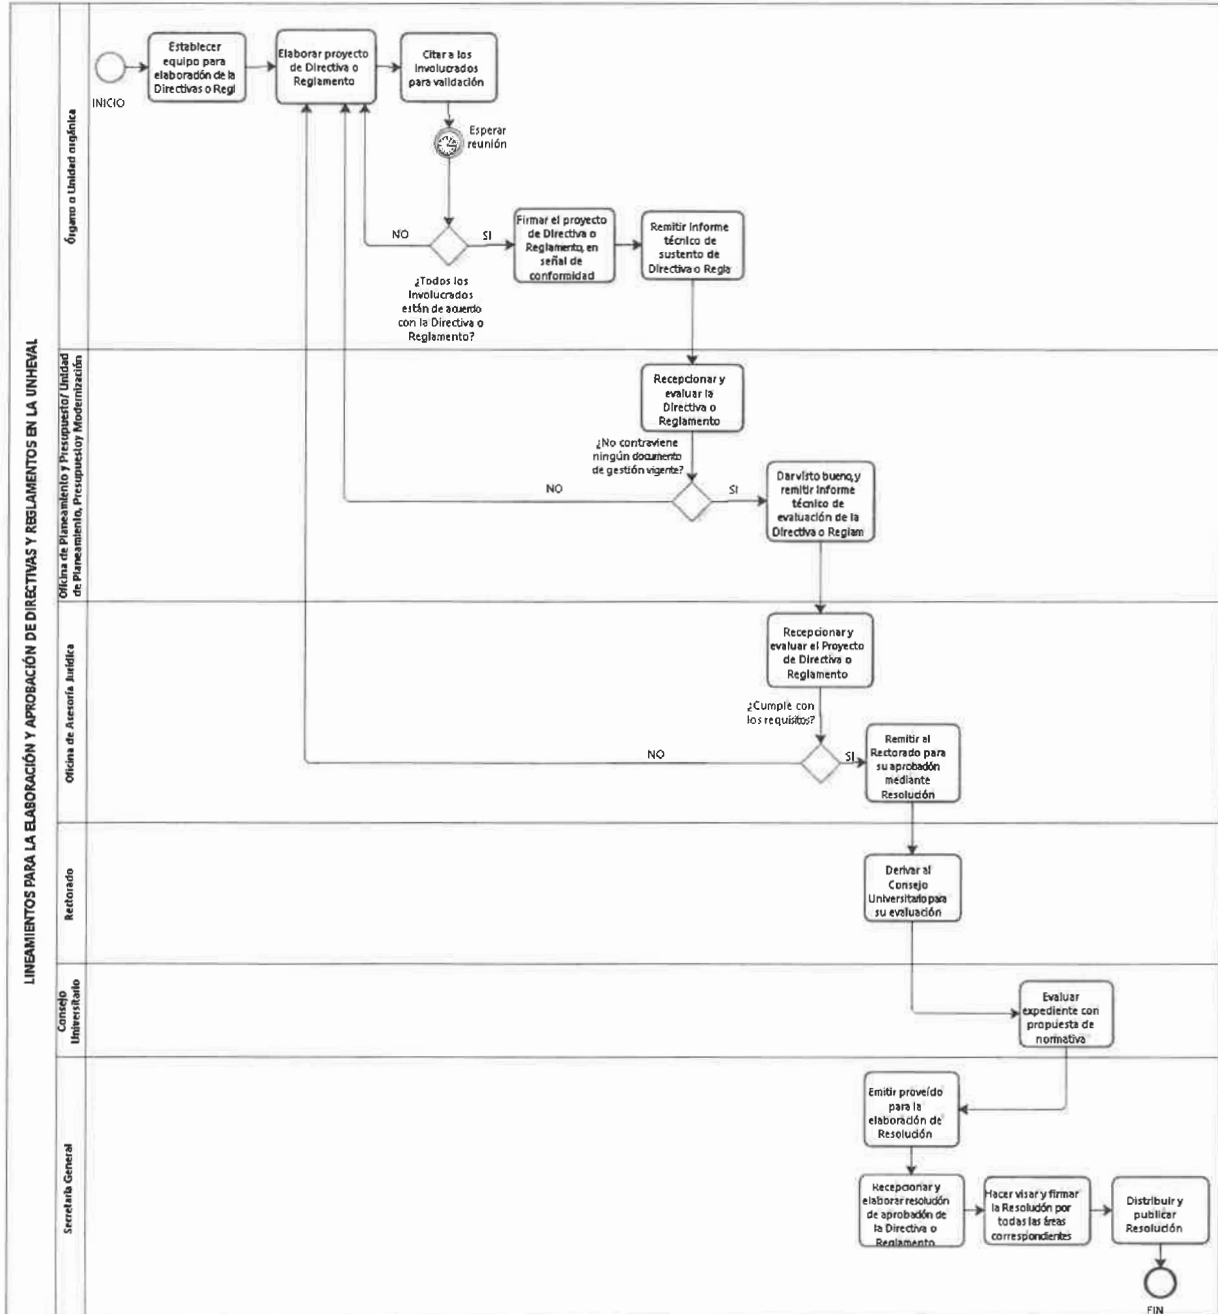 LINEAMIENTOS PARA LA ELABORACIÓN Y APROBACIÓN DE DIRECTIVAS Y REGLAMENTOS EN LA UNHEVAL
Órgano o Unidad orgánica
INICIO
Establecer
equipo para
elaboración de la
Directivas o Regl
Elaborar proyecto
de Directiva o
Reglamento
Citar a los
Involucrados
para validación
Esperar
reunión
NO
SI
¿Todos los
Involucrados
están de acuerdo
con la Directiva o
Reglamento?
Firmar el proyecto
de Directiva o
Reglamento, en
señal de
conformidad
Remitir Informe
técnico de
sustento de
Directiva o Regla
Oficina de Planeamiento y Presupuesto/ Unidad
de Planeamiento, Presupuesto y Modernización
Recepcionar y
evaluar la
Directiva o
Reglamento
¿No contraviene
ningún documento
de gestión vigente?
NO
SI
Dar visto bueno, y
remitir informe
técnico de
evaluación de la
Directiva o Reglam
Oficina de Asesoría Jurídica
Recepcionar y
evaluar el Proyecto
de Directiva o
Reglamento
¿Cumple con
los requisitos?
NO
SI
Remitir al
Rectorado para
su aprobación
mediante
Resolución
Rectorado
Derivar al
Consejo
Universitario para
su evaluación
Consejo
Universitario
Evaluar
expediente con
propuesta de
normativa
Secretaría General
Emitir proveído
para la
elaboración de
Resolución
Recepcionar y
elaborar resolución
de aprobación de
la Directiva o
Reglamento
Hacer visar y firmar
la Resolución por
todas las áreas
correspondientes
Distribuir y
publicar
Resolución
FIN